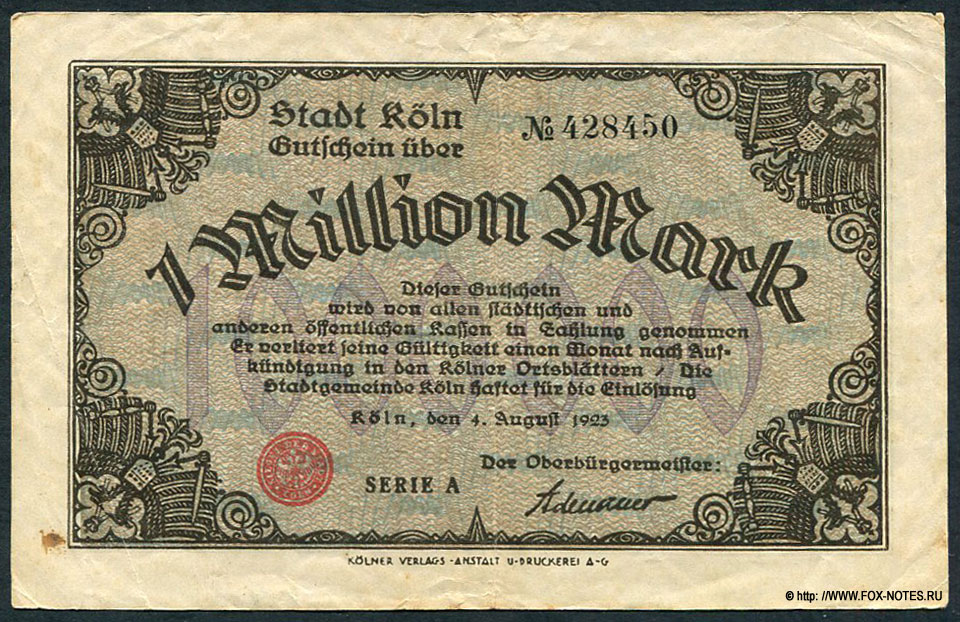 Stadt Köln
Gutschein über
№ 428450
1 Million Mark
Dieser Gutschein
wird von allen städtischen und
anderen öffentlichen Kassen in Zahlung genommen
Er verliert seine Gültigkeit einen Monat nach Auf-
kündigung in den Kölner Ortsblättern / Die
Stadtgemeinde Köln haftet für die Einlösung
Köln, den 4. August 1923
Der Oberbürgermeister:
SERIE A
Adenauer
KÖLNER VERLAGS-ANSTALT U-DRUCKEREI A-G
© http: //WWW.FOX-NOTES.RU